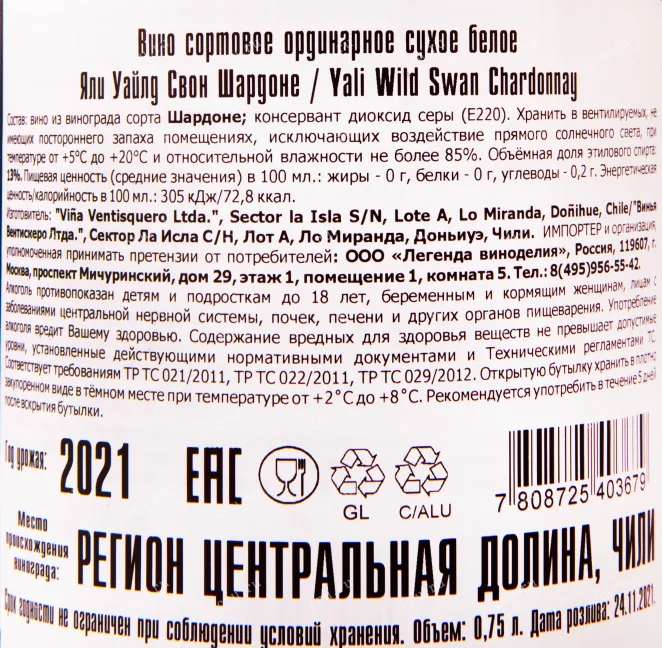 Вино сортовое ординарное сухое белое
Яли Уайлд Свон Шардоне / Yali Wild Swan Chardonnay
Состав: вино из винограда сорта Шардоне; консервант диоксид серы (Е220). Хранить в вентилируемых, не
имеющих постороннего запаха помещениях, исключающих воздействие прямого солнечного света, при
температуре от +5°С до +20°С и относительной влажности не более 85%. Объёмная доля этилового спирта:
13%. Пищевая ценность (средние значения) в 100 мл.: жиры - 0 г, белки - 0 г, углеводы - 0,2 г. Энергетическая
ценность/калорийность в 100 мл.: 305 кДж/72,8 ккал.
Изготовитель: "Viña Ventisquero Ltda.", Sector la Isla S/N, Lote A, Lo Miranda, Doñihue, Chile/"Винья
Вентискеро Лтда.", Сектор Ла Исла С/Н, Лот А, Ло Миранда, Доньиуэ, Чили. ИМПОРТЕР и организация,
уполномоченная принимать претензии от потребителей: ООО «Легенда виноделия», Россия, 119607, г.
Москва, проспект Мичуринский, дом 29, этаж 1, помещение 1, комната 5. Тел.: 8(495)956-55-42.
Алкоголь противопоказан детям и подросткам до 18 лет, беременным и кормящим женщинам, лицам с
заболеваниями центральной нервной системы, почек, печени и других органов пищеварения. Употребление
алкоголя вредит Вашему здоровью. Содержание вредных для здоровья веществ не превышает допустимые
уровни, установленные действующими нормативными документами и Техническими регламентами ТС.
Соответствует требованиям ТР ТС 021/2011, ТР ТС 022/2011, ТР ТС 029/2012. Открытую бутылку хранить в плотно
закупоренном виде в тёмном месте при температуре от +2°С до +8°С. Рекомендуется употребить в течение 5 дней
после вскрытия бутылки.
Год урожая: 2021
EAC
GL
C/ALU
7 808725 403679
Место
происхождения
винограда:
РЕГИОН ЦЕНТРАЛЬНАЯ ДОЛИНА, ЧИЛИ
Срок годности не ограничен при соблюдении условий хранения. Объем: 0,75 л. Дата розлива: 24.11.2021.